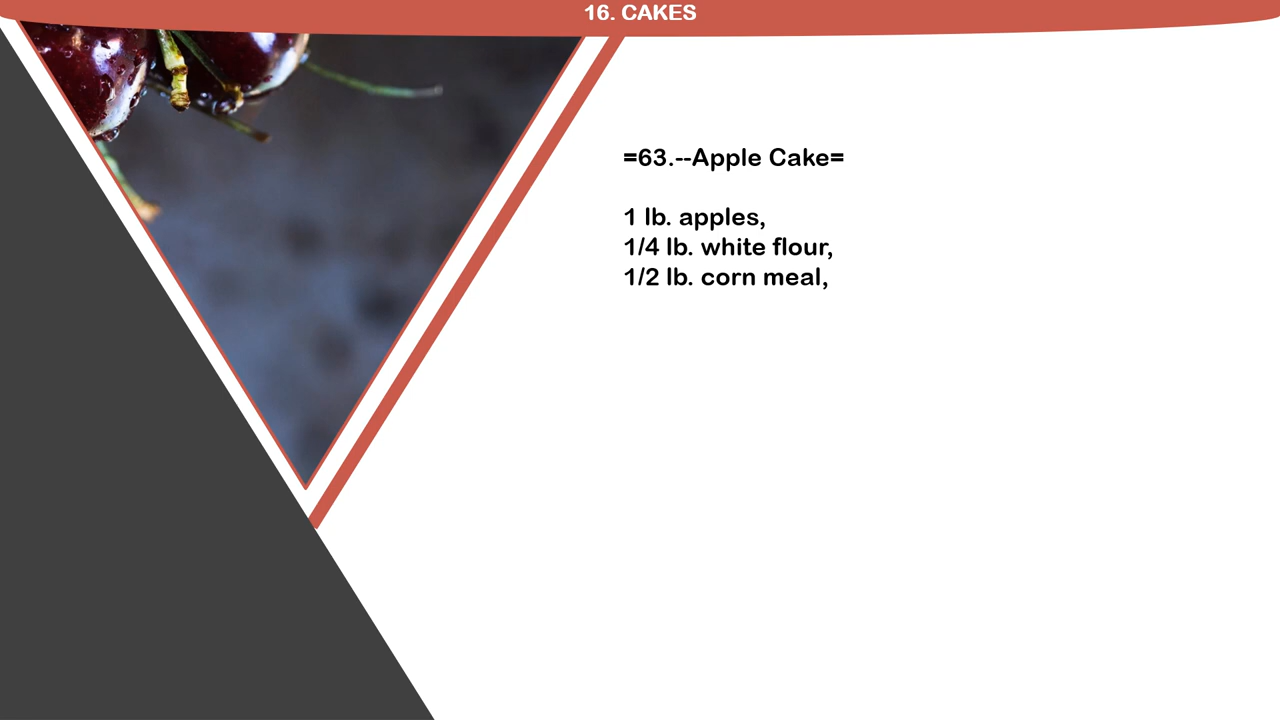 16. CAKES
=63.--Apple Cake=
1 lb. apples,
1/4 lb. white flour,
1/2 lb. corn meal,